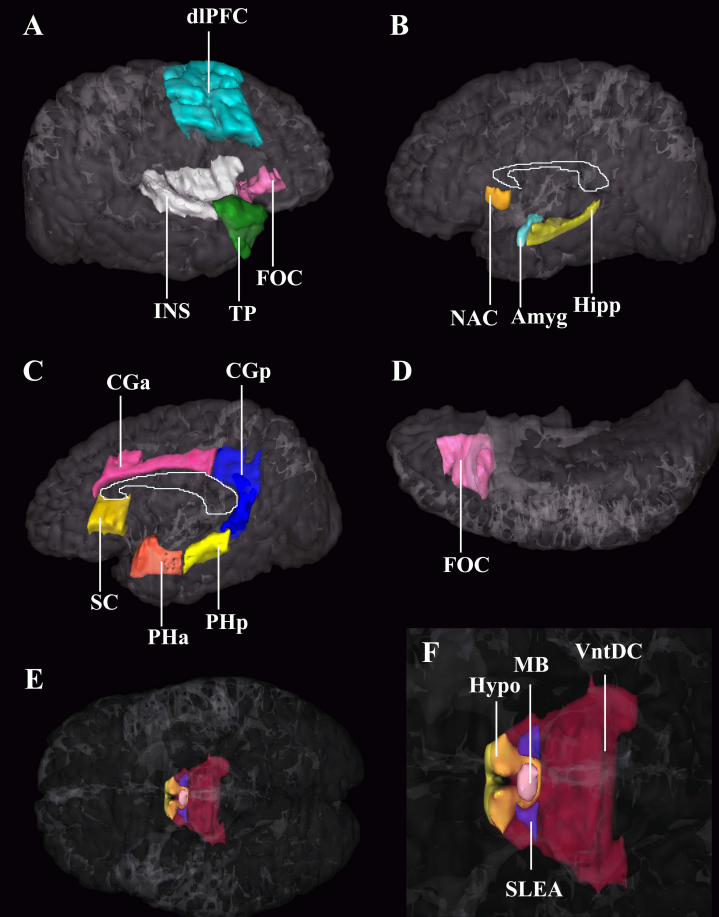 A
dlPFC
INS
TP
FOC
B
NAC
Amyg
Hipp
C
CGa
CGp
SC
PHa
PHp
D
FOC
E
F
Hypo
MB
VntDC
SLEA